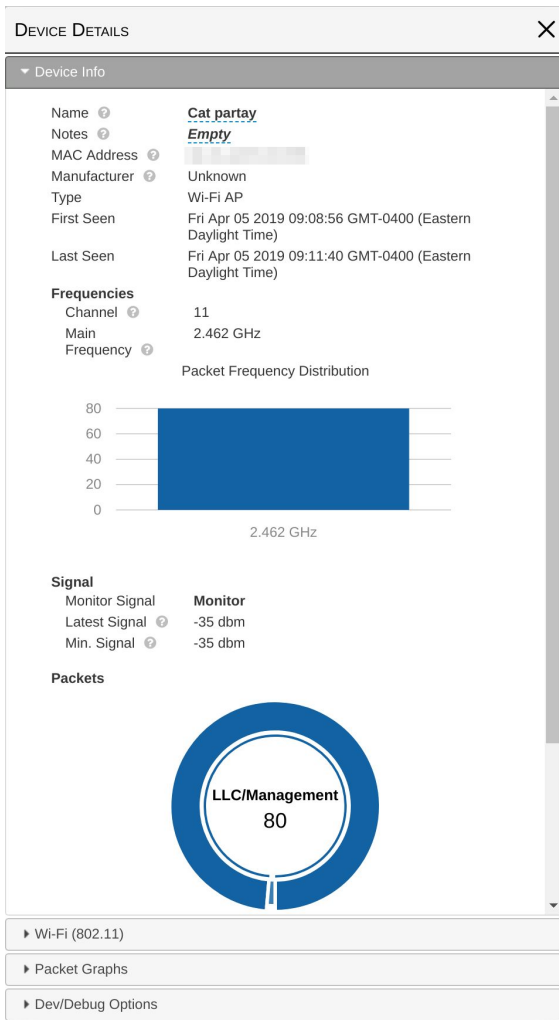 DEVICE DETAILS
Device Info
Name Cat partay
Notes Empty
MAC Address
Manufacturer Unknown
Type Wi-Fi AP
First Seen Fri Apr 05 2019 09:08:56 GMT-0400 (Eastern
Daylight Time)
Last Seen Fri Apr 05 2019 09:11:40 GMT-0400 (Eastern
Daylight Time)
Frequencies
Channel 11
Main 2.462 GHz
Frequency
Packet Frequency Distribution
80
60
40
20
0
2.462 GHz
Signal
Monitor Signal Monitor
Latest Signal -35 dbm
Min. Signal -35 dbm
Packets
LLC/Management
80
Wi-Fi (802.11)
Packet Graphs
Dev/Debug Options